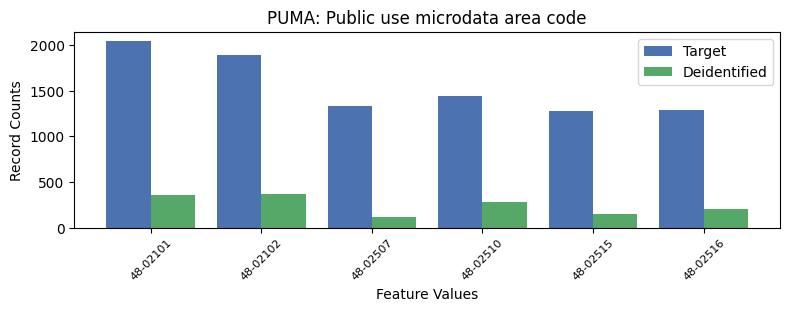 PUMA: Public use microdata area code
Target
Deidentified
Record Counts
2000
1500
1000
500
0
48-02101
48-02102
48-02507
48-02510
48-02515
48-02516
Feature Values